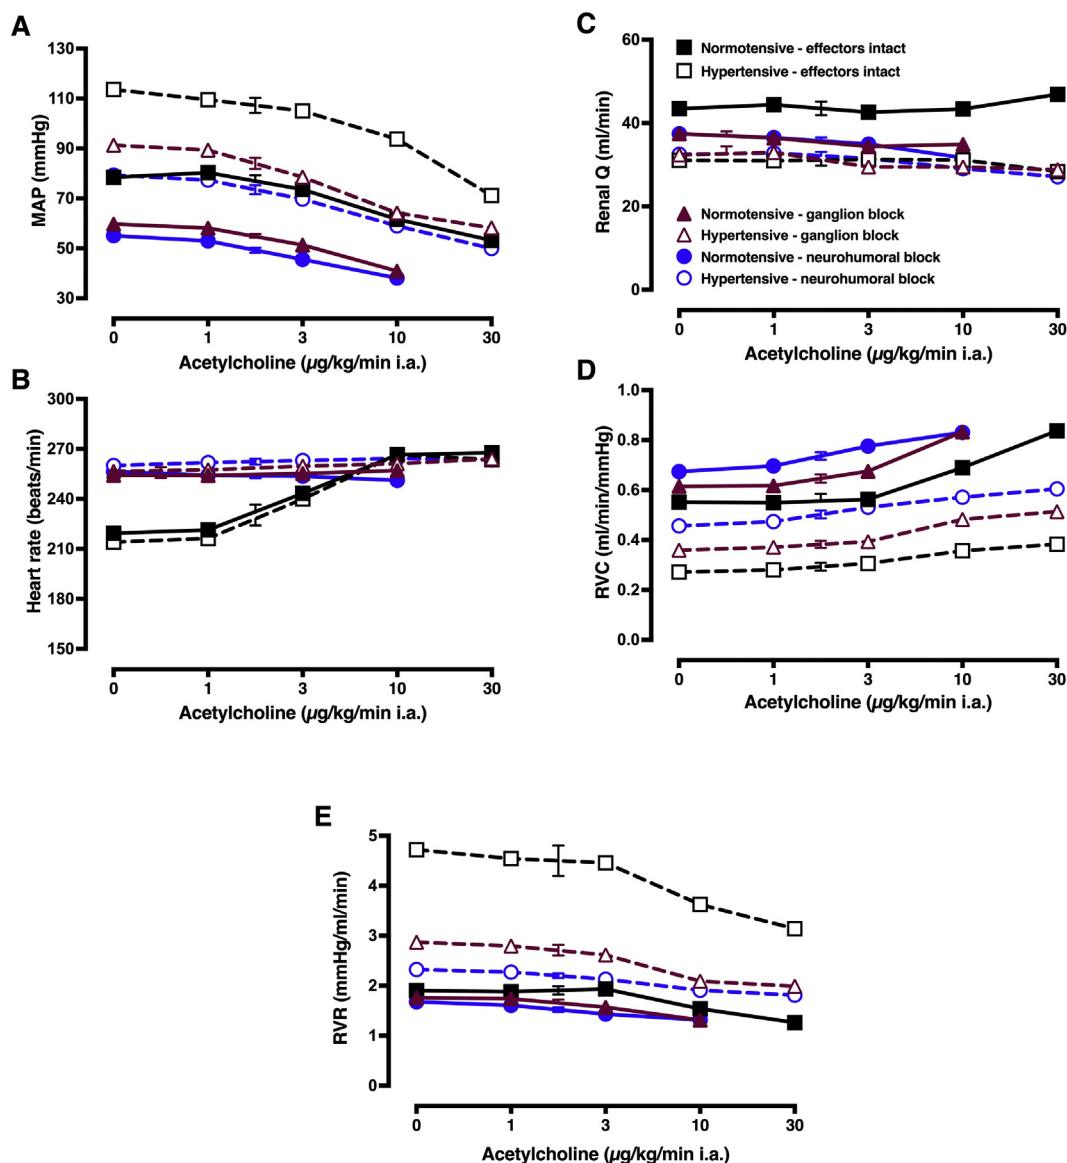 A
MAP (mmHg)
130
110
90
70
50
30
0 1 3 10 30
Acetylcholine (µg/kg/min i.a.)
B
Heart rate (beats/min)
300
270
240
210
180
150
0 1 3 10 30
Acetylcholine (µg/kg/min i.a.)
C
Renal Q (ml/min)
60
40
20
0
Normotensive - effectors intact
Hypertensive - effectors intact
Normotensive - ganglion block
Hypertensive - ganglion block
Normotensive - neurohumoral block
Hypertensive - neurohumoral block
0 1 3 10 30
Acetylcholine (µg/kg/min i.a.)
D
RVC (ml/min/mmHg)
1.0
0.8
0.6
0.4
0.2
0.0
0 1 3 10 30
Acetylcholine (µg/kg/min i.a.)
E
RVR (mmHg/ml/min)
5
4
3
2
1
0
0 1 3 10 30
Acetylcholine (µg/kg/min i.a.)